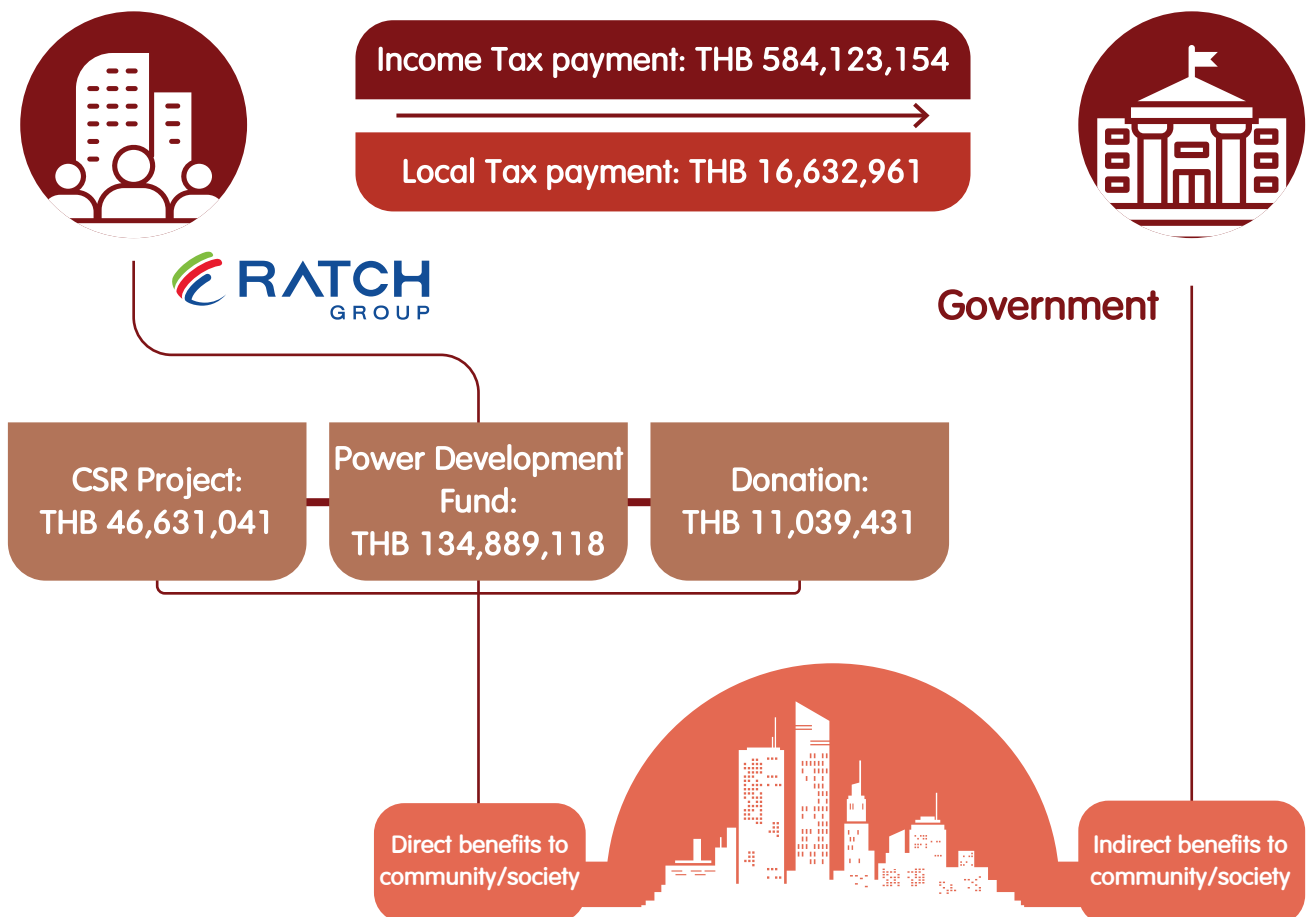 Income Tax payment: THB 584,123,154
Local Tax payment: THB 16,632,961
RATCH
GROUP
Government
CSR Project:
THB 46,631,041
Power Development
Fund:
THB 134,889,118
Donation:
THB 11,039,431
Direct benefits to
community/society
Indirect benefits to
community/society